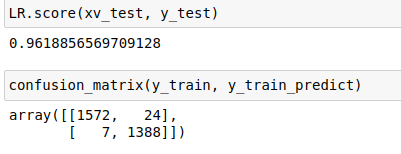 LR.score(xv_test, y_test)
0.9618856569709128
confusion_matrix(y_train, y_train_predict)
array([[1572,   24],
       [   7, 1388]])